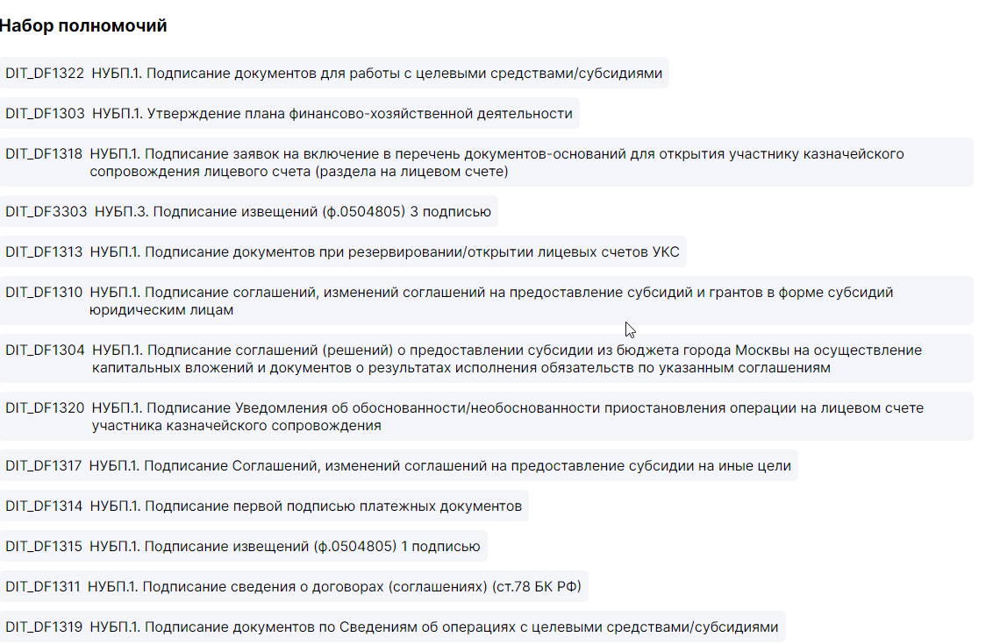 Набор полномочий
DIT_DF1322 НУБП.1. Подписание документов для работы с целевыми средствами/субсидиями
DIT_DF1303 НУБП.1. Утверждение плана финансово-хозяйственной деятельности
DIT_DF1318 НУБП.1. Подписание заявок на включение в перечень документов-оснований для открытия участнику казначейского
сопровождения лицевого счета (раздела на лицевом счете)
DIT_DF3303 НУБП.3. Подписание извещений (ф.0504805) 3 подписью
DIT_DF1313 НУБП.1. Подписание документов при резервировании/открытии лицевых счетов УКС
DIT_DF1310 НУБП.1. Подписание соглашений, изменений соглашений на предоставление субсидий и грантов в форме субсидий
юридическим лицам
DIT_DF1304 НУБП.1. Подписание соглашений (решений) о предоставлении субсидии из бюджета города Москвы на осуществление
капитальных вложений и документов о результатах исполнения обязательств по указанным соглашениям
DIT_DF1320 НУБП.1. Подписание Уведомления об обоснованности/необоснованности приостановления операции на лицевом счете
участника казначейского сопровождения
DIT_DF1317 НУБП.1. Подписание Соглашений, изменений соглашений на предоставление субсидии на иные цели
DIT_DF1314 НУБП.1. Подписание первой подписью платежных документов
DIT_DF1315 НУБП.1. Подписание извещений (ф.0504805) 1 подписью
DIT_DF1311 НУБП.1. Подписание сведения о договорах (соглашениях) (ст.78 БК РФ)
DIT_DF1319 НУБП.1. Подписание документов по Сведениям об операциях с целевыми средствами/субсидиями